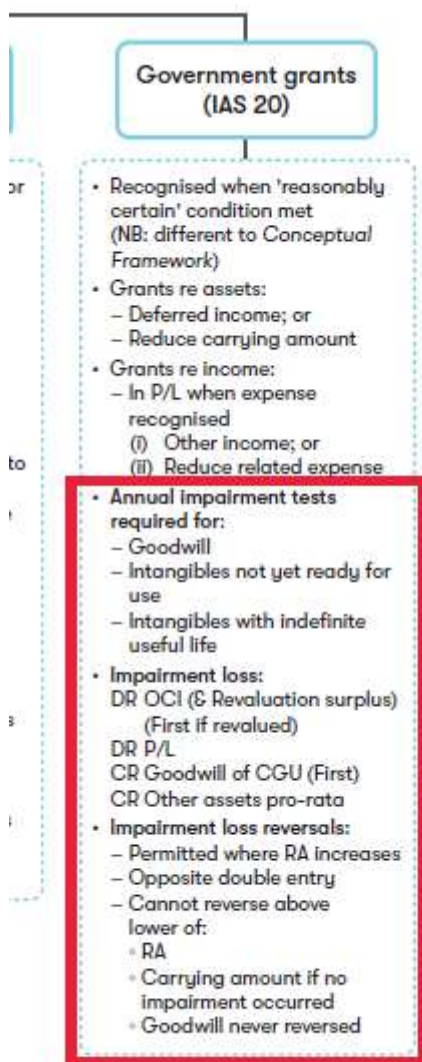 Government grants
(IAS 20)
or
• Recognised when 'reasonably
certain' condition met
(NB: different to Conceptual
Framework)
• Grants re assets:
– Deferred income; or
– Reduce carrying amount
• Grants re income:
– In P/L when expense
recognised
(i) Other income; or
to
(ii) Reduce related expense
• Annual impairment tests
required for:
– Goodwill
– Intangibles not yet ready for
use
– Intangibles with indefinite
useful life
• Impairment loss:
DR OCI (& Revaluation surplus)
(First if revalued)
DR P/L
CR Goodwill of CGU (First)
CR Other assets pro-rata
• Impairment loss reversals:
– Permitted where RA increases
– Opposite double entry
– Cannot reverse above
lower of:
◦ RA
◦ Carrying amount if no
impairment occurred
◦ Goodwill never reversed